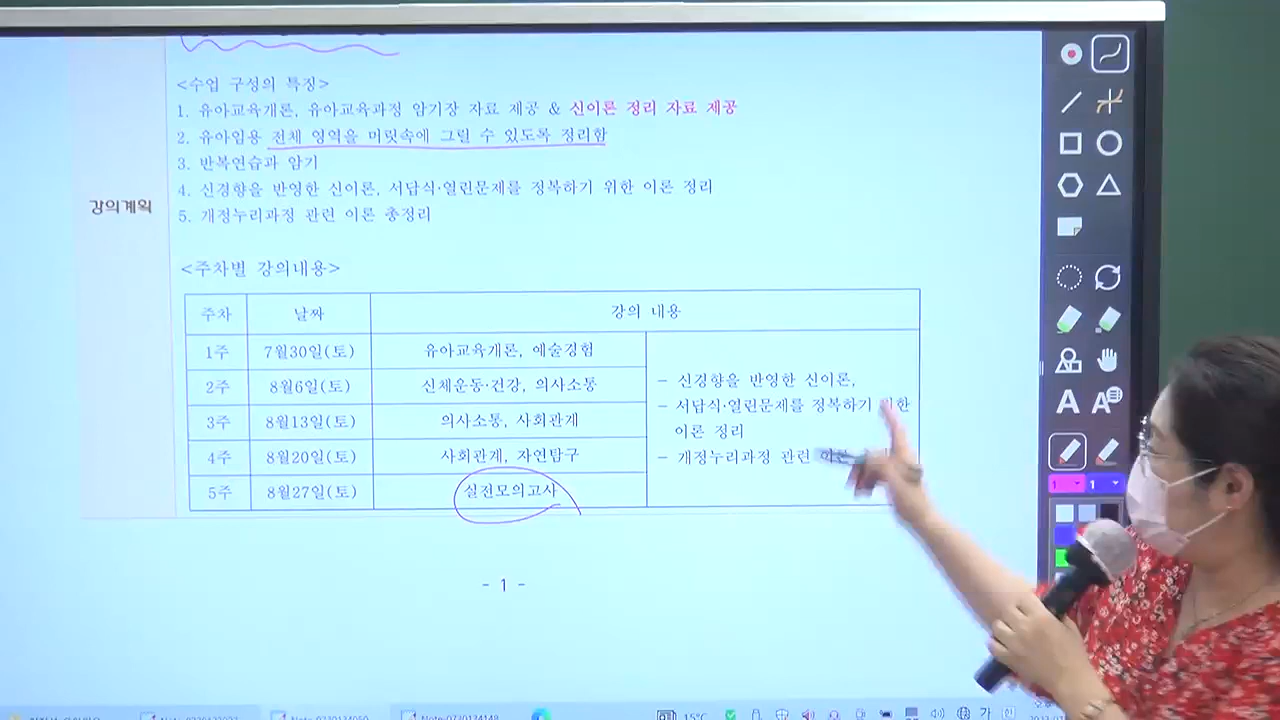 <수업 구성의 특징>
1. 유아교육개론, 유아교육과정 암기장 자료 제공 & 신이론 정리 자료 제공
2. 유아임용 전체 영역을 머릿속에 그릴 수 있도록 정리함
3. 반복연습과 암기
4. 신경향을 반영한 신이론, 서답식·열린문제를 정복하기 위한 이론 정리
강의계획
5. 개정누리과정 관련 이론 총정리
<주차별 강의내용>
주차 날짜 강의 내용
1주 7월30일(토) 유아교육개론, 예술경험
2주 8월6일(토) 신체운동·건강, 의사소통
3주 8월13일(토) 의사소통, 사회관계
4주 8월20일(토) 사회관계, 자연탐구
5주 8월27일(토) 실전모의고사
- 신경향을 반영한 신이론,
- 서답식·열린문제를 정복하기 위한
이론 정리
- 개정누리과정 관련 이론
- 1 -
A A
1 1
15°C 가